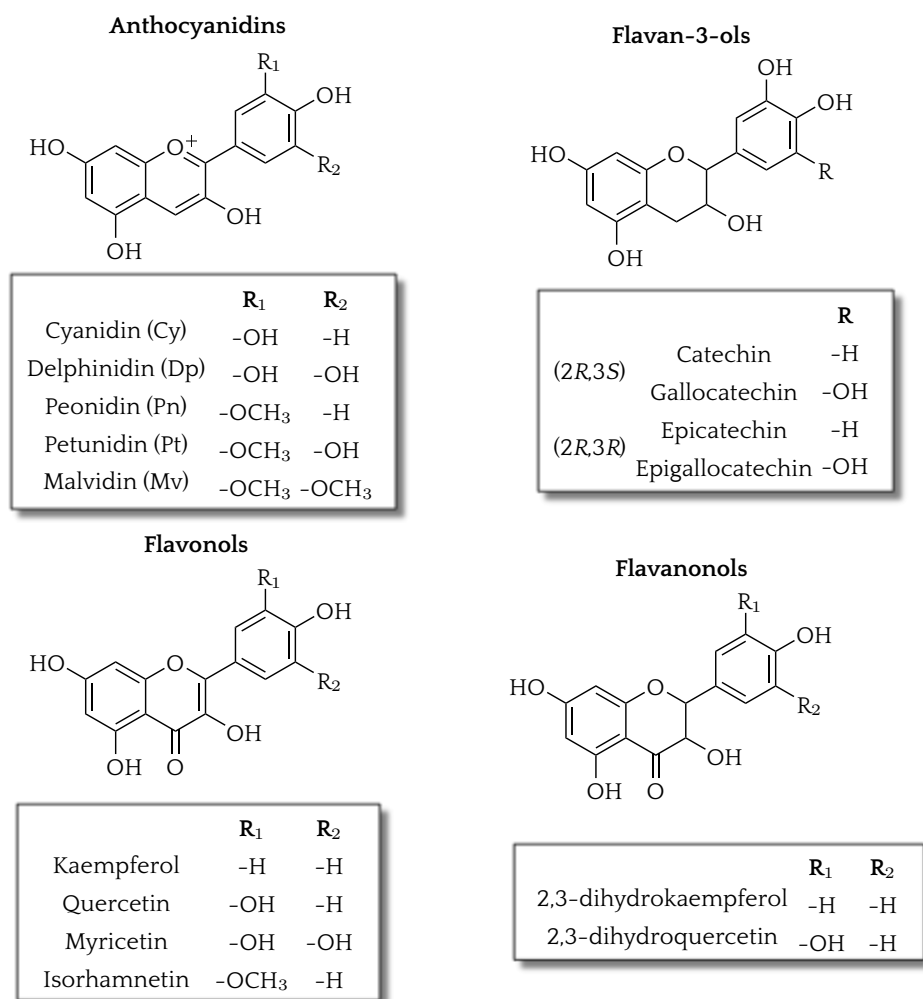 Anthocyanidins
R₁
OH
HO
O+
R₂
OH
OH
R₁ R₂
Cyanidin (Cy) -OH -H
Delphinidin (Dp) -OH -OH
Peonidin (Pn) -OCH₃ -H
Petunidin (Pt) -OCH₃ -OH
Malvidin (Mv) -OCH₃ -OCH₃
Flavan-3-ols
OH
OH
HO
O
R
OH
OH
R
(2R,3S) Catechin -H
Gallocatechin -OH
(2R,3R) Epicatechin -H
Epigallocatechin -OH
Flavonols
R₁
OH
HO
O
R₂
OH
OH
O
R₁ R₂
Kaempferol -H -H
Quercetin -OH -H
Myricetin -OH -OH
Isorhamnetin -OCH₃ -H
Flavanonols
R₁
OH
HO
O
R₂
OH
OH
O
R₁ R₂
2,3-dihydrokaempferol -H -H
2,3-dihydroquercetin -OH -H